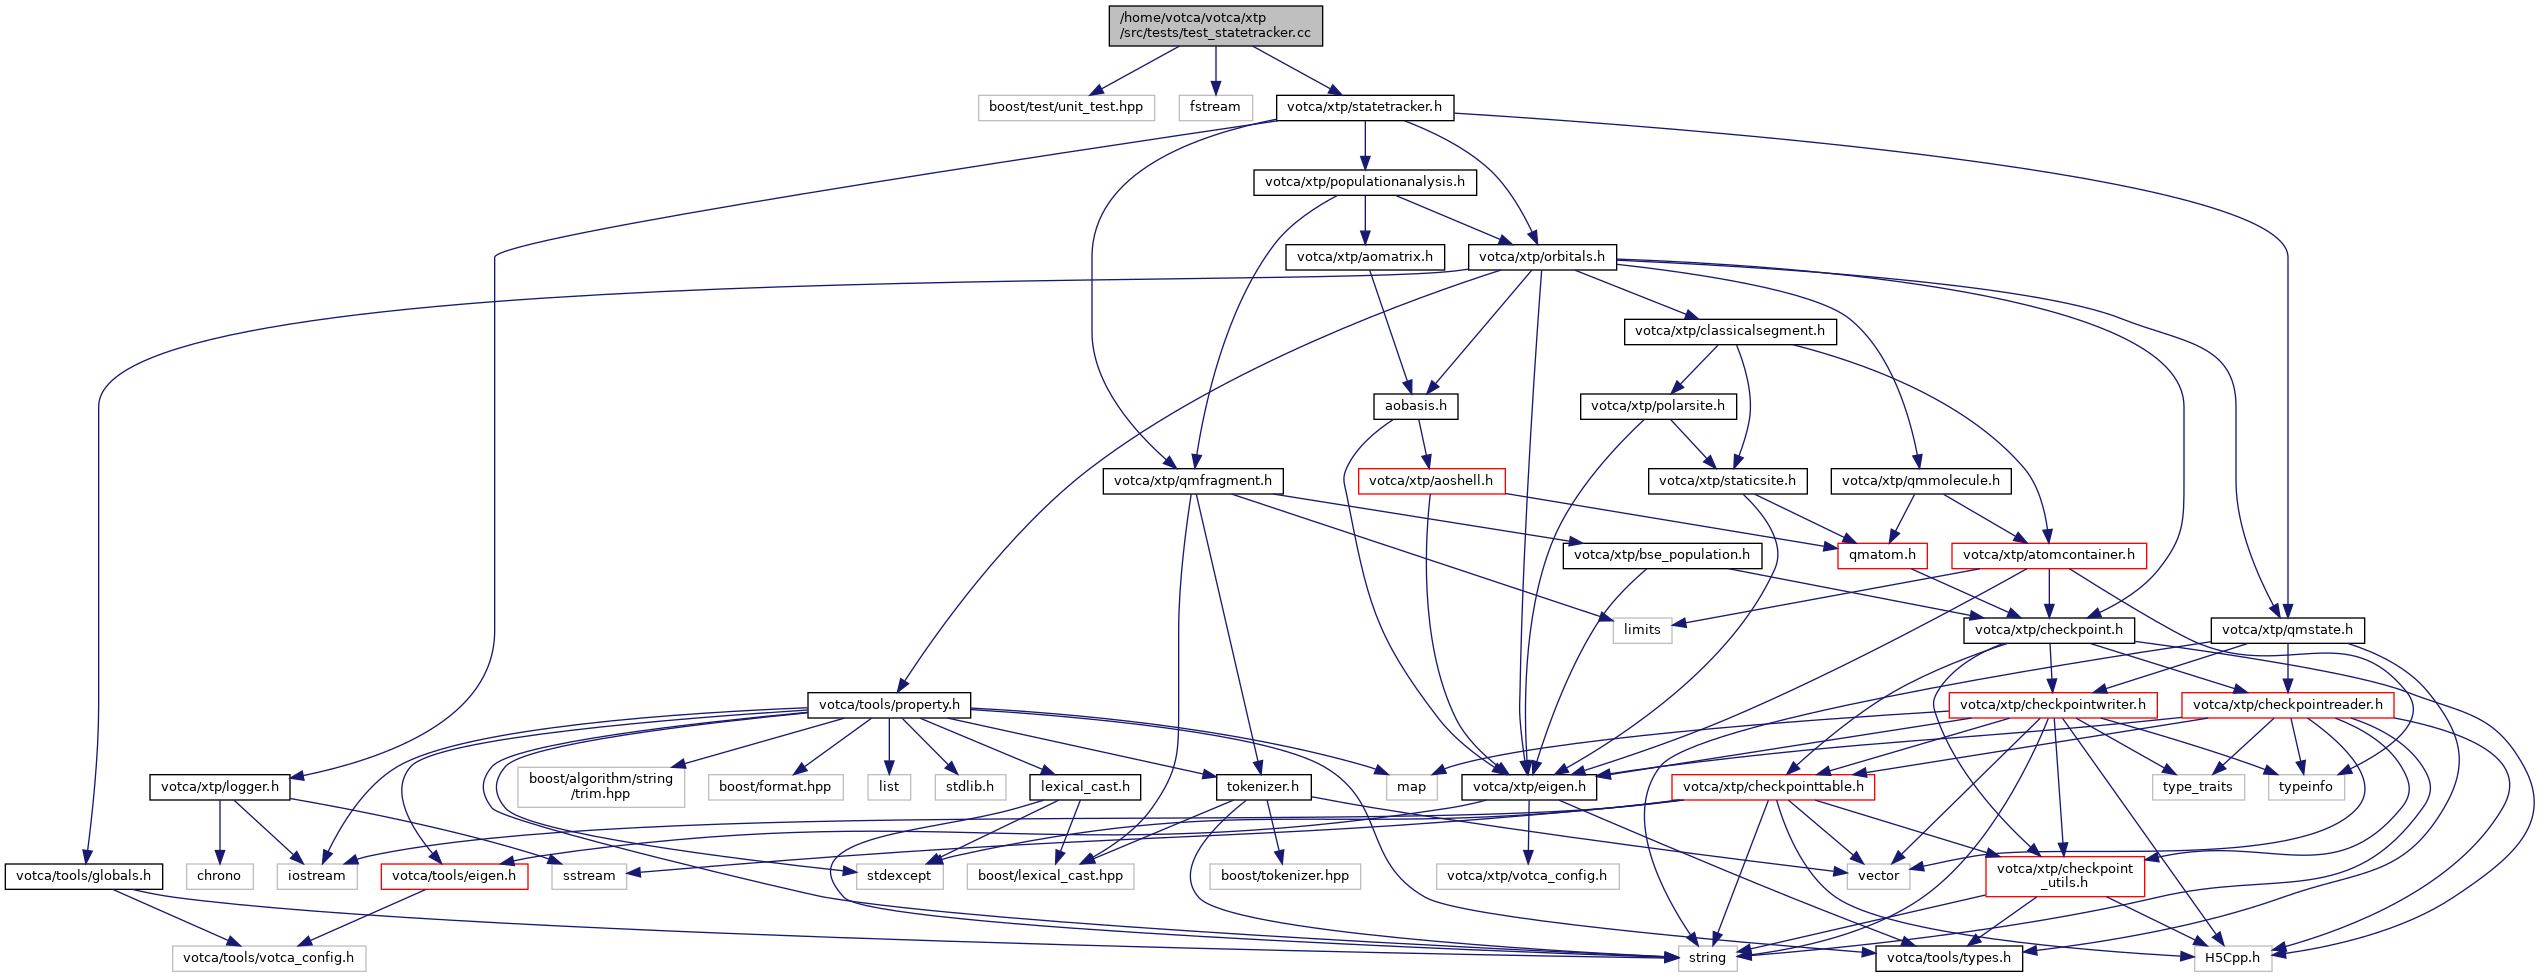 /home/votca/votca/xtp
/src/tests/test_statetracker.cc
boost/test/unit_test.hpp
fstream
votca/xtp/statetracker.h
votca/xtp/populationanalysis.h
votca/xtp/aomatrix.h
votca/xtp/orbitals.h
votca/xtp/classicalsegment.h
aobasis.h
votca/xtp/polarsite.h
votca/xtp/qmfragment.h
votca/xtp/aoshell.h
votca/xtp/staticsite.h
votca/xtp/qmmolecule.h
votca/xtp/bse_population.h
qmatom.h
votca/xtp/atomcontainer.h
limits
votca/xtp/checkpoint.h
votca/xtp/qmstate.h
votca/tools/property.h
votca/xtp/checkpointwriter.h
votca/xtp/checkpointreader.h
votca/xtp/logger.h
boost/algorithm/string
/trim.hpp
boost/format.hpp
list
stdlib.h
lexical_cast.h
tokenizer.h
map
votca/xtp/eigen.h
votca/xtp/checkpointtable.h
type_traits
typeinfo
votca/tools/globals.h
chrono
iostream
votca/tools/eigen.h
sstream
stdexcept
boost/lexical_cast.hpp
boost/tokenizer.hpp
votca/xtp/votca_config.h
vector
votca/xtp/checkpoint
_utils.h
votca/tools/votca_config.h
string
votca/tools/types.h
H5Cpp.h